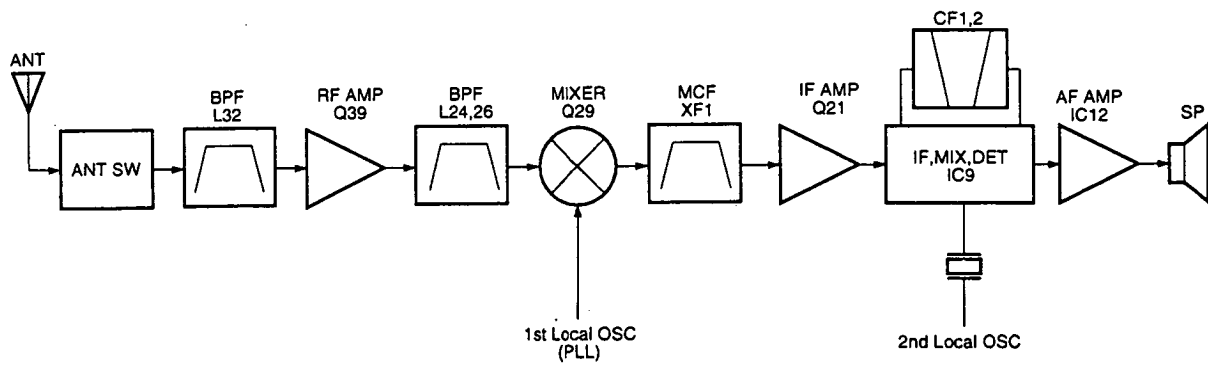 ANT
ANT SW
BPF
L32
RF AMP
Q39
BPF
L24,26
MIXER
Q29
1st Local OSC
(PLL)
MCF
XF1
IF AMP
Q21
CF1,2
IF,MIX,DET
IC9
2nd Local OSC
AF AMP
IC12
SP